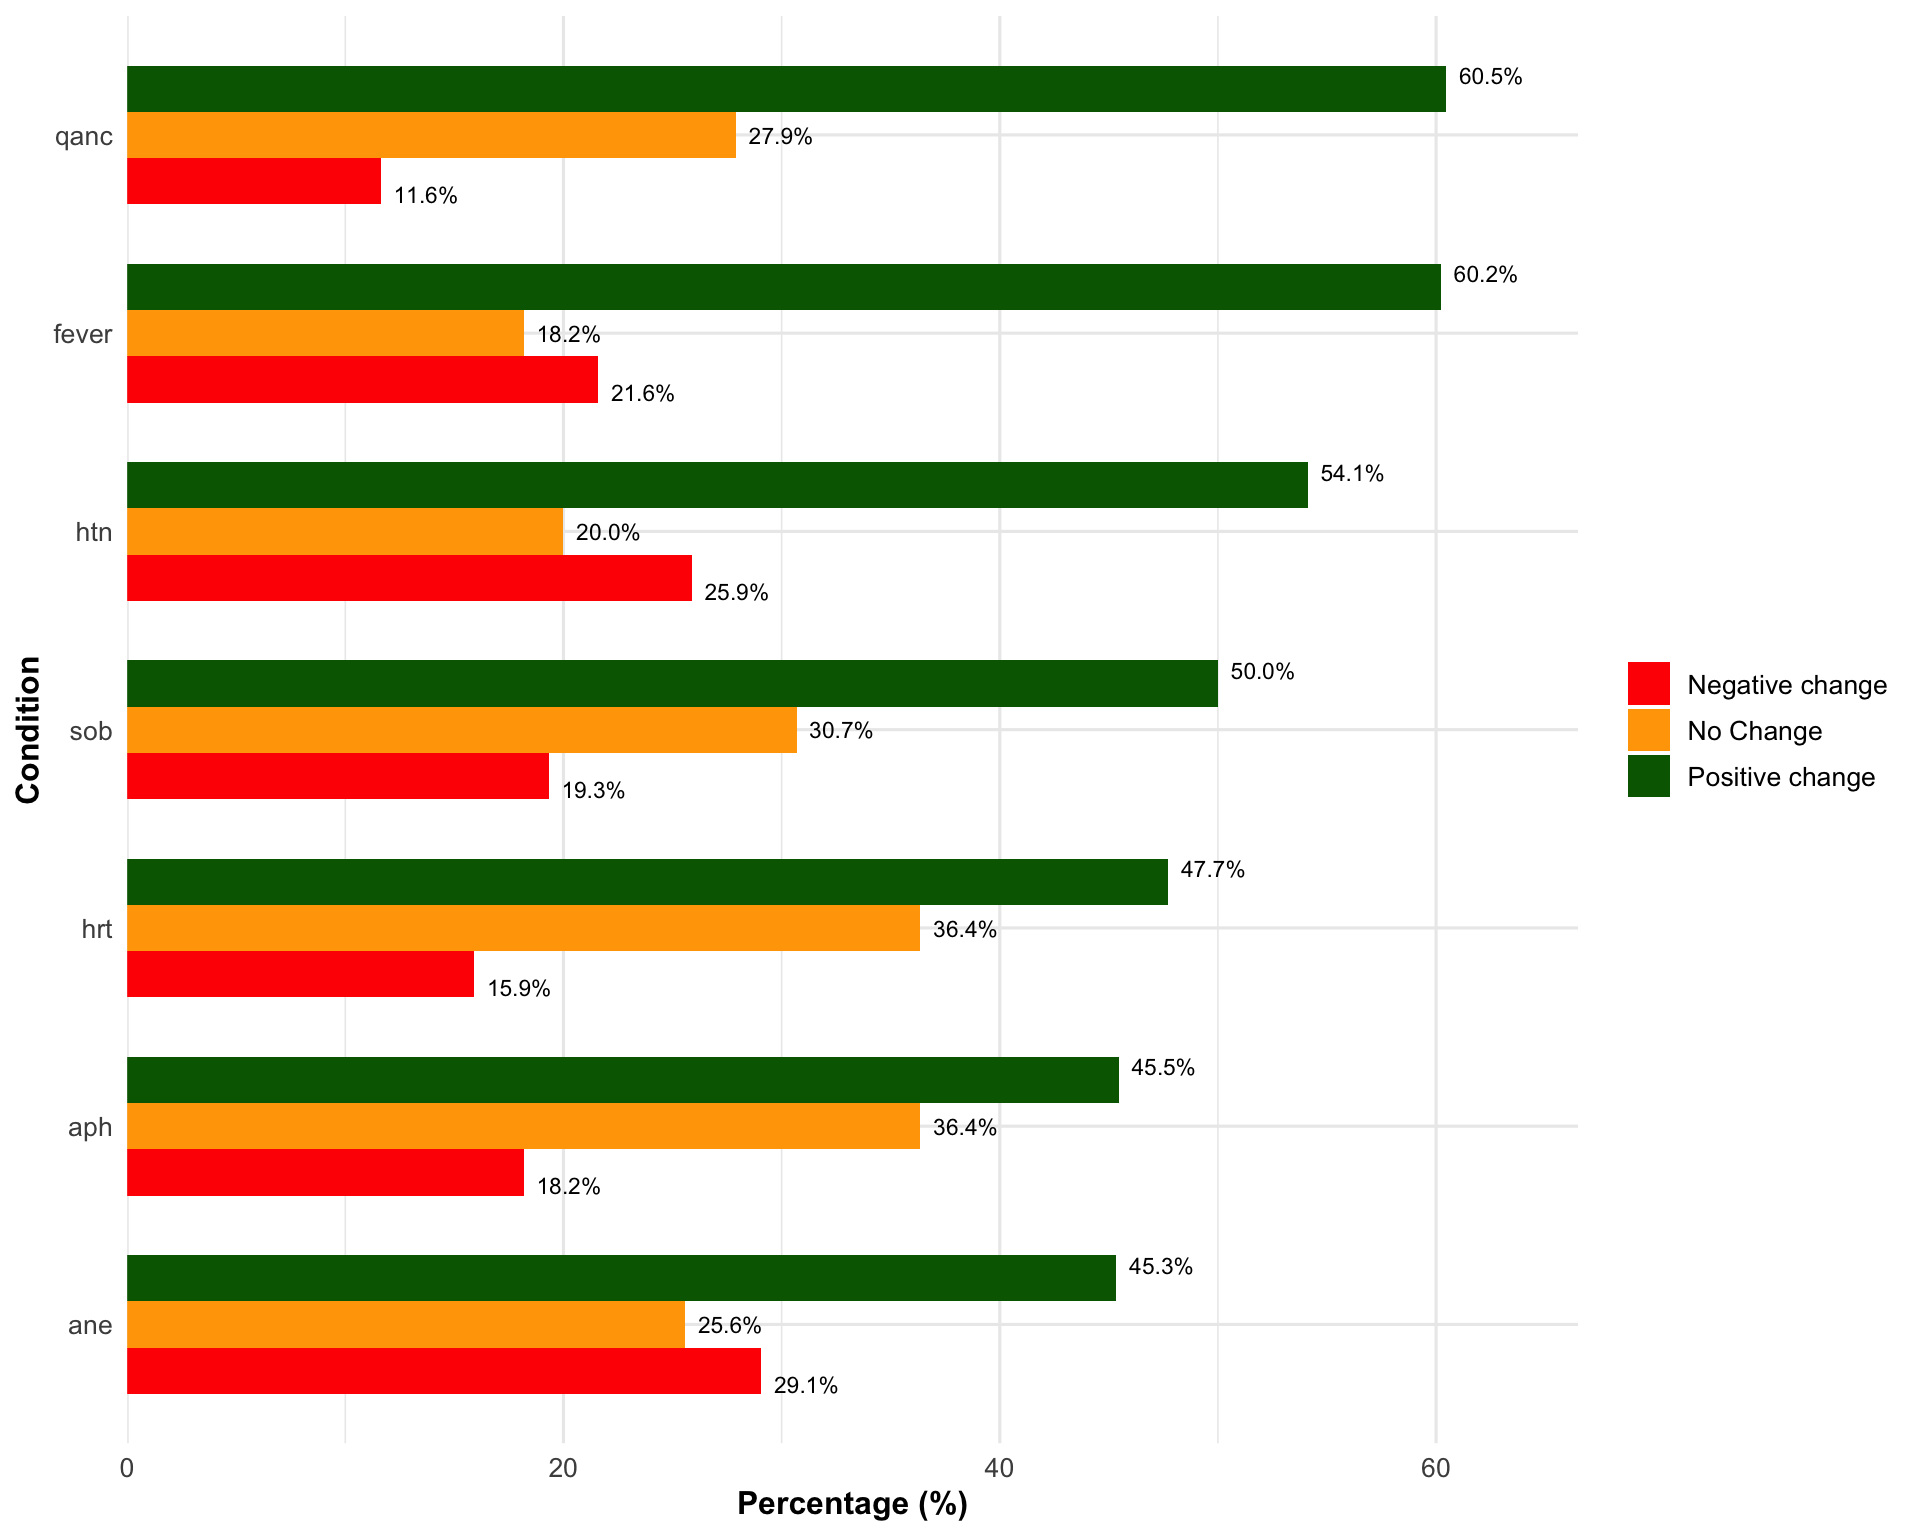 qanc
60.5%
27.9%
11.6%
fever
60.2%
18.2%
21.6%
htn
54.1%
20.0%
25.9%
sob
50.0%
30.7%
19.3%
hrt
47.7%
36.4%
15.9%
aph
45.5%
36.4%
18.2%
ane
45.3%
25.6%
29.1%
Condition
0 20 40 60
Percentage (%)
Negative change
No Change
Positive change